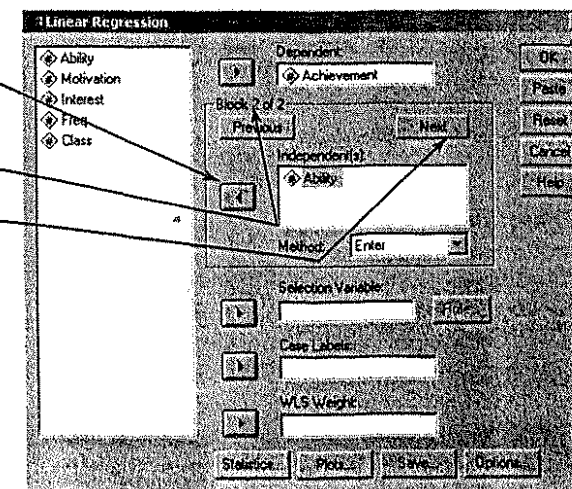 Linear Regression
Ability
Motivation
Interest
Freq
Class
Dependent:
Achievement
Block 2 of 2
Previous
Next
Independent(s):
Ability
Method:
Enter
Selection Variable:
Rule...
Case Labels:
WLS Weight:
Statistics...
Plots...
Save...
Options...
OK
Paste
Reset
Cancel
Help